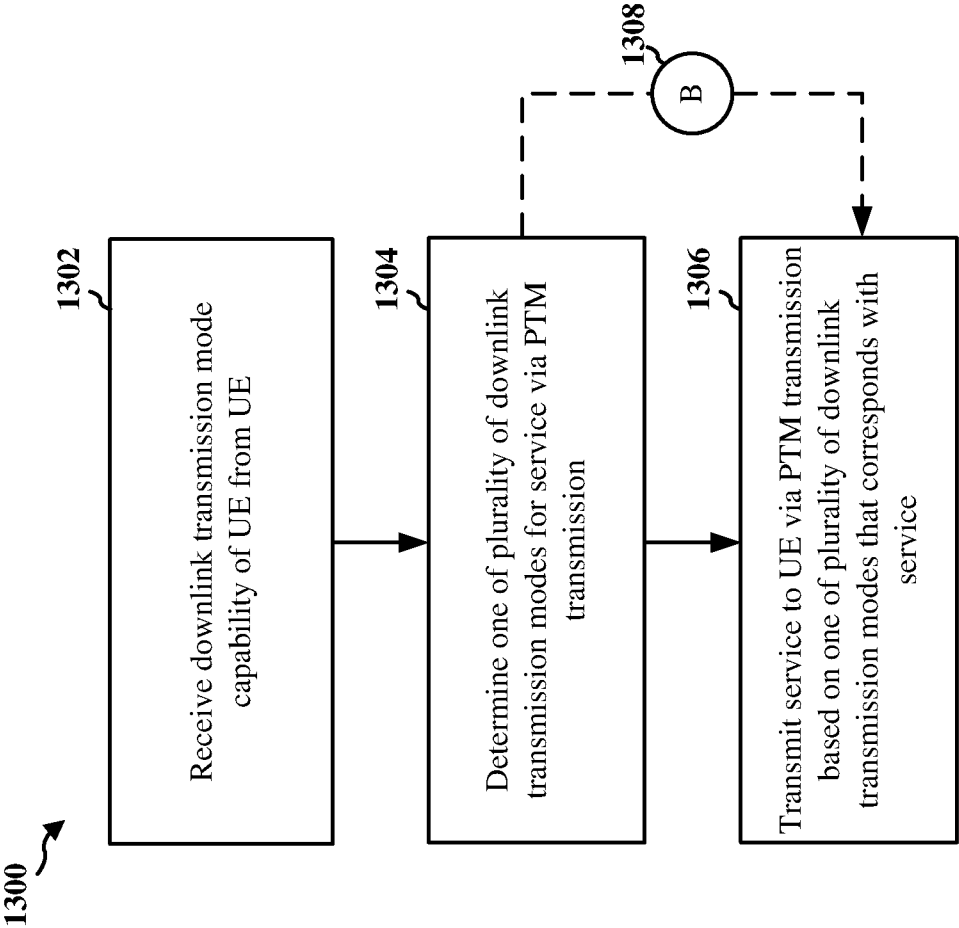 1300
1302
Receive downlink transmission mode
capability of UE from UE
1304
Determine one of plurality of downlink
transmission modes for service via PTM
transmission
1308
B
1306
Transmit service to UE via PTM transmission
based on one of plurality of downlink
transmission modes that corresponds with
service